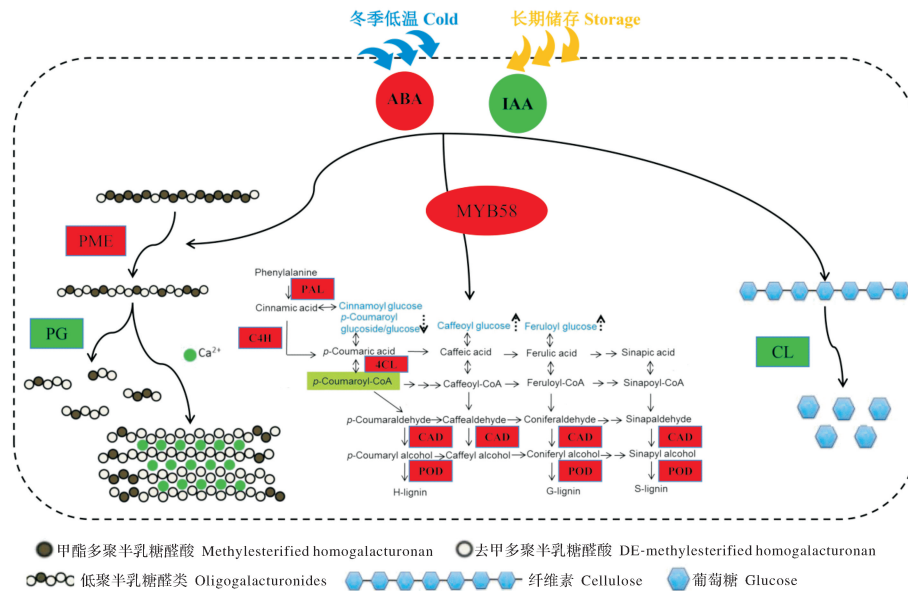 冬季低温 Cold
长期储存 Storage
ABA
IAA
MYB58
PME
PG
Ca²⁺
Phenylalanine
PAL
Cinnamic acid
Cinnamoyl glucose
p-Coumaroyl
glucoside/glucose
Caffeoyl glucose
Feruloyl glucose
C4H
p-Coumaric acid
Caffeic acid
Ferulic acid
Sinapic acid
4CL
p-Coumaroyl-CoA
Caffeoyl-CoA
Feruloyl-CoA
Sinapoyl-CoA
p-Coumaraldehyde
Caffealdehyde
Coniferaldehyde
Sinapaldehyde
CAD
CAD
CAD
CAD
p-Coumaryl alcohol
Caffeyl alcohol
Coniferyl alcohol
Sinapyl alcohol
POD
POD
POD
H-lignin
G-lignin
S-lignin
CL
甲酯多聚半乳糖醛酸 Methylesterified homogalacturonan
去甲多聚半乳糖醛酸 DE-methylesterified homogalacturonan
低聚半乳糖醛类 Oligogalacturonides
纤维素 Cellulose
葡萄糖 Glucose